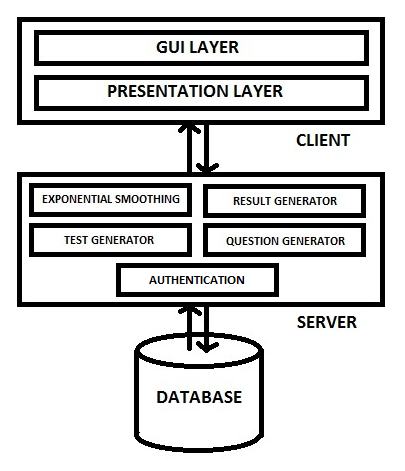 GUI LAYER
PRESENTATION LAYER
CLIENT
EXPONENTIAL SMOOTHING
RESULT GENERATOR
TEST GENERATOR
QUESTION GENERATOR
AUTHENTICATION
SERVER
DATABASE